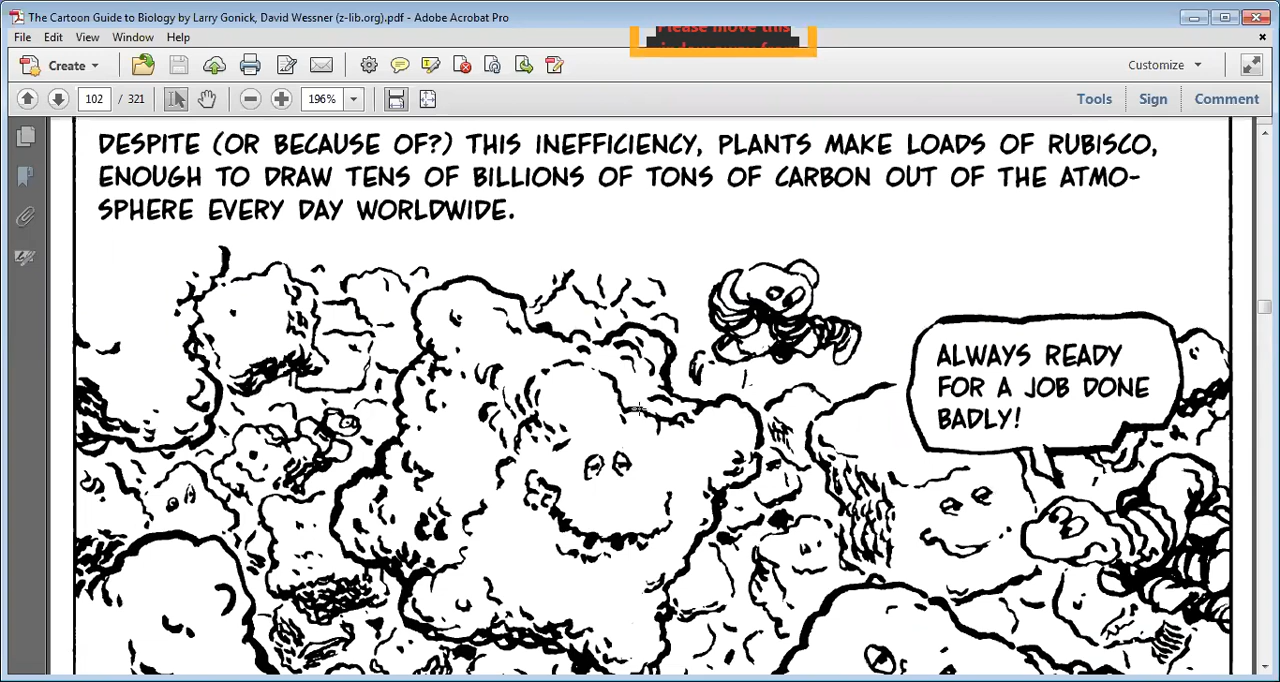 The Cartoon Guide to Biology by Larry Gonick, David Wessner (z-lib.org).pdf - Adobe Acrobat Pro
File Edit View Window Help
Please move this
Create
Customize
102 / 321
196%
Tools Sign Comment
DESPITE (OR BECAUSE OF?) THIS INEFFICIENCY, PLANTS MAKE LOADS OF RUBISCO,
ENOUGH TO DRAW TENS OF BILLIONS OF TONS OF CARBON OUT OF THE ATMO-
SPHERE EVERY DAY WORLDWIDE.
ALWAYS READY
FOR A JOB DONE
BADLY!